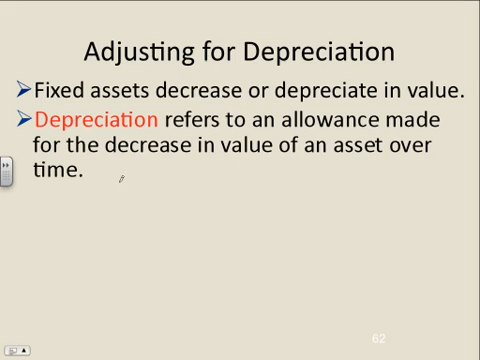 Adjusting for Depreciation
Fixed assets decrease or depreciate in value.
Depreciation refers to an allowance made
for the decrease in value of an asset over
time.
62